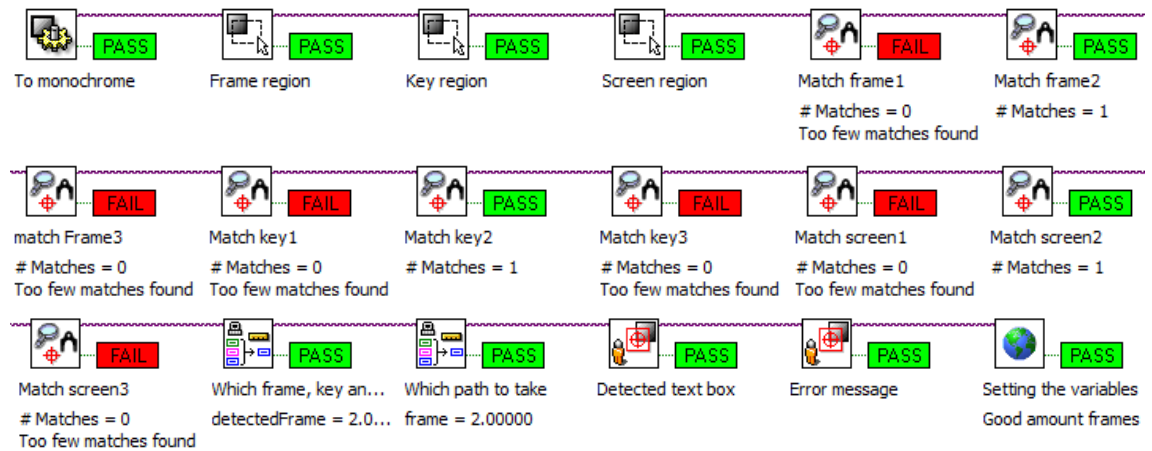 PASS PASS PASS PASS FAIL PASS
To monochrome Frame region Key region Screen region Match frame1 Match frame2
# Matches = 0 # Matches = 1
Too few matches found
FAIL FAIL PASS FAIL FAIL PASS
match Frame3 Match key1 Match key2 Match key3 Match screen1 Match screen2
# Matches = 0 # Matches = 0 # Matches = 1 # Matches = 0 # Matches = 0 # Matches = 1
Too few matches found Too few matches found Too few matches found Too few matches found
FAIL PASS PASS PASS PASS PASS
Match screen3 Which frame, key an... Which path to take Detected text box Error message Setting the variables
# Matches = 0 detectedFrame = 2.0... frame = 2.00000 Good amount frames
Too few matches found